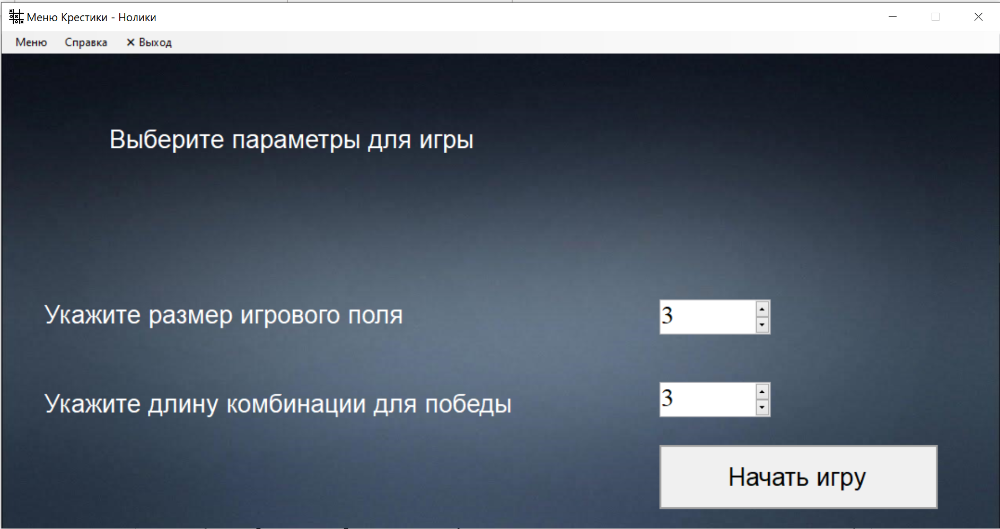 Меню Крестики - Нолики
Меню Справка ✕ Выход
Выберите параметры для игры
Укажите размер игрового поля 3
Укажите длину комбинации для победы 3
Начать игру